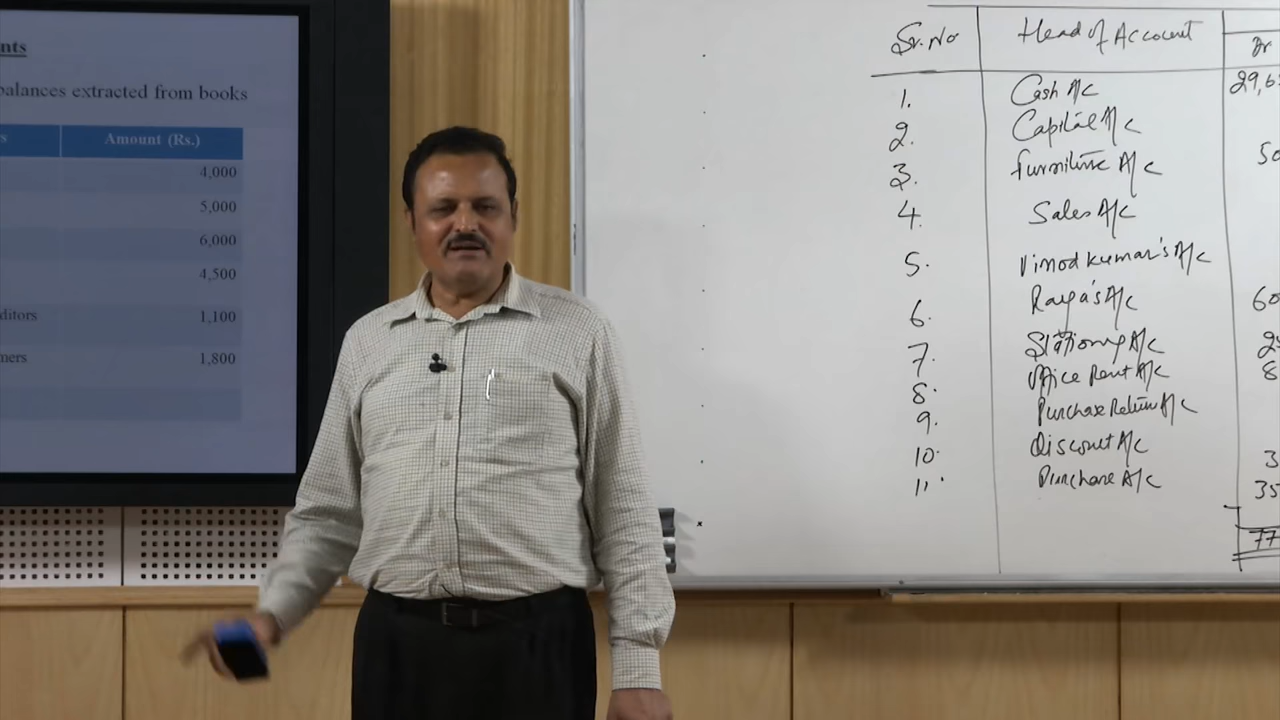 nts
balances extracted from books
s Amount (Rs.)
4,000
5,000
6,000
4,500
ditors 1,100
mers 1,800
Sr.No Head of Account Dr
1. Cash A/c 29,6
2. Capital A/c
3. Furniture A/c 50
4. Sales A/c
5. Vinod kumar's A/c
6. A/c 60
7. Stationry A/c 2
8. Office Rent A/c 8
9. Purchase Return A/c
10. Discount A/c 3
11. Purchase A/c 35
77